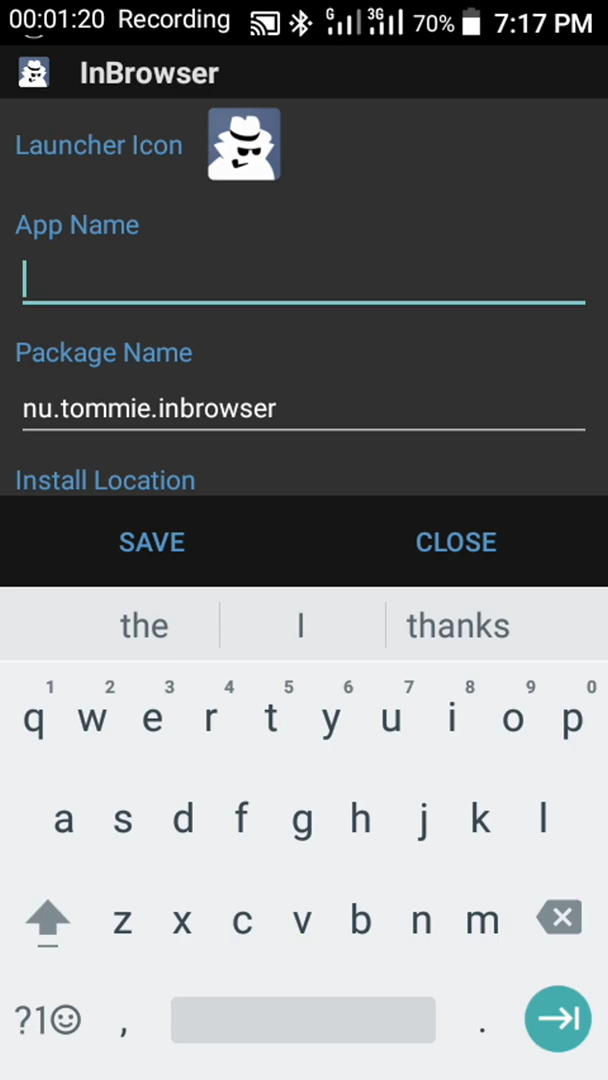 00:01:20 Recording G 3G 70% 7:17 PM
InBrowser
Launcher Icon
App Name
Package Name
nu.tommie.inbrowser
Install Location
SAVE CLOSE
the I thanks
1 2 3 4 5 6 7 8 9 0
q w e r t y u i o p
a s d f g h j k l
z x c v b n m
?1 , .